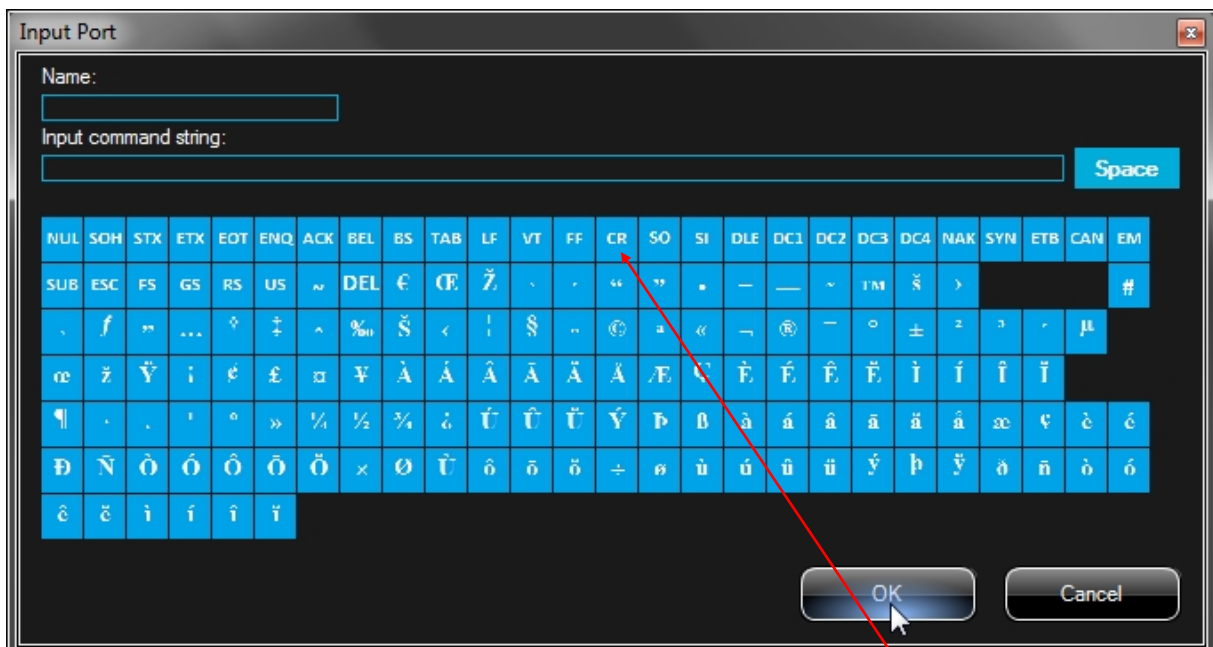 Input Port
Name:
Input command string:
Space
NUL SOH STX ETX EOT ENQ ACK BEL BS TAB LF VT FF CR SO SI DLE DC1 DC2 DC3 DC4 NAK SYN ETB CAN EM
SUB ESC FS GS RS US ~ DEL € Œ Ž “ ” • – — ~ ™ š › #
ƒ „ … ‡ ˆ ‰ Š ‹ ¦ § ¨ © ª « ¬ ® ¯ ° ± ² ³ ´ µ
œ ž Ÿ ¡ ¢ £ ¤ ¥ À Á Â Ã Ä Å Æ È É Ê Ë Ì Í Î Ï
¶ · ¸ ¹ º » ¼ ½ ¾ ¿ Ú Û Ü Ý Þ ß à á â ã ä å æ ç è é
Ð Ñ Ò Ó Ô Õ Ö × Ø Ù ô õ ö ÷ ø ù ú û ü ý þ ÿ ð ñ ò ó
ê ë ì í î ï
OK Cancel